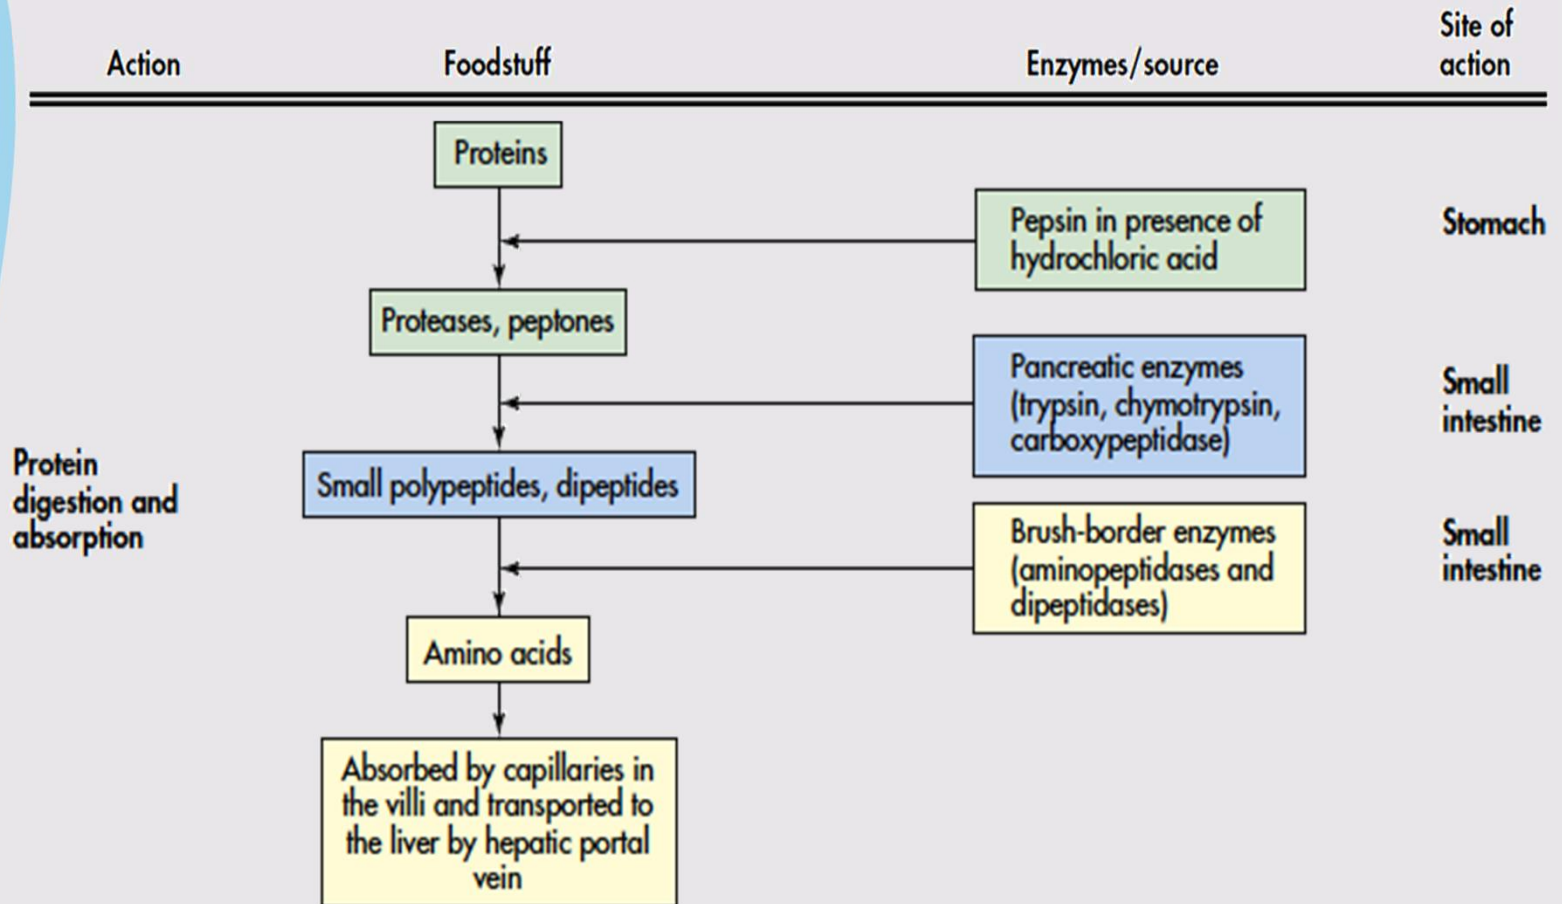 Action
Foodstuff
Enzymes/source
Site of
action
Proteins
Pepsin in presence of
hydrochloric acid
Stomach
Proteases, peptones
Pancreatic enzymes
(trypsin, chymotrypsin,
carboxypeptidase)
Small
intestine
Protein
digestion and
absorption
Small polypeptides, dipeptides
Brush-border enzymes
(aminopeptidases and
dipeptidases)
Small
intestine
Amino acids
Absorbed by capillaries in
the villi and transported to
the liver by hepatic portal
vein